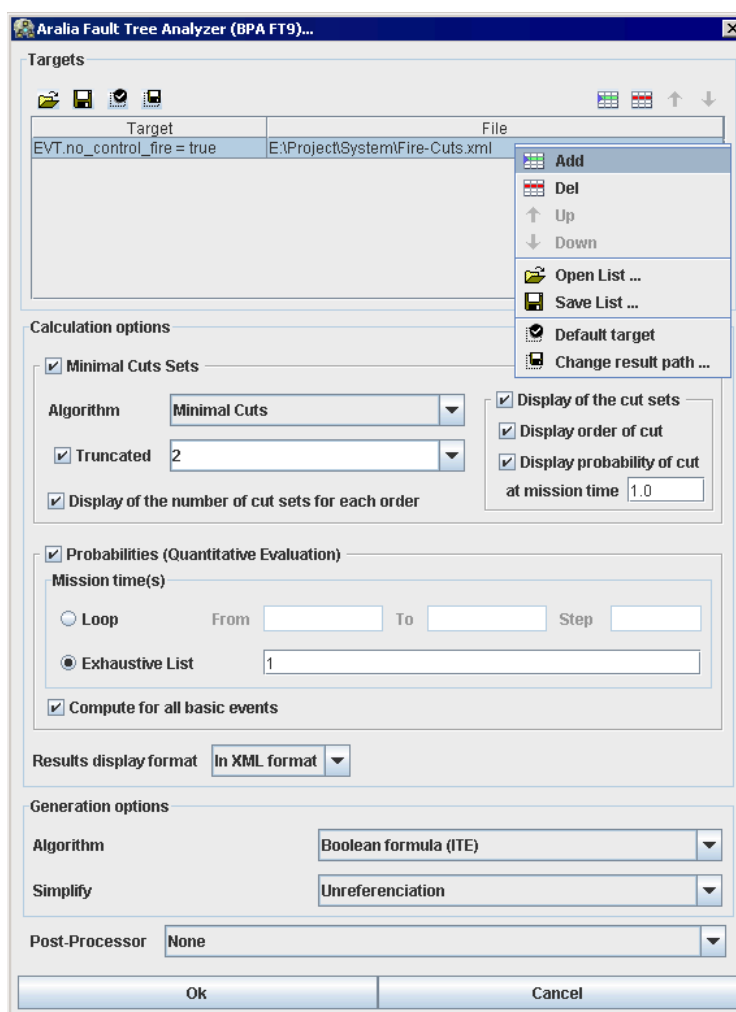 Aralia Fault Tree Analyzer (BPA FT9)...
Targets
Target File
EVT.no_control_fire = true E:\Project\System\Fire-Cuts.xml
Add
Del
Up
Down
Open List ...
Save List ...
Default target
Change result path ...
Calculation options
Minimal Cuts Sets
Algorithm Minimal Cuts
Truncated 2
Display of the number of cut sets for each order
Display of the cut sets
Display order of cut
Display probability of cut
at mission time 1.0
Probabilities (Quantitative Evaluation)
Mission time(s)
Loop From To Step
Exhaustive List 1
Compute for all basic events
Results display format In XML format
Generation options
Algorithm Boolean formula (ITE)
Simplify Unreferenciation
Post-Processor None
Ok Cancel